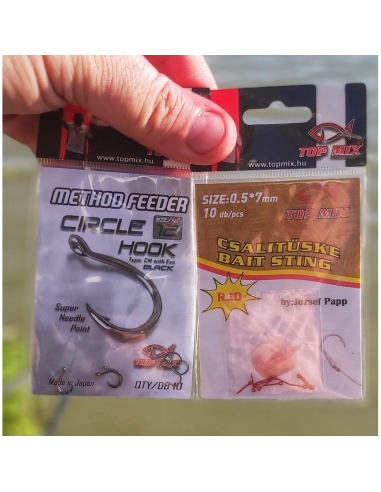 www.topmix.hu
METHOD FEEDER
CIRCLE
SIZE
10
HOOK
Type: CM with Eye
BLACK
Super
Needle
Point
Made in Japan
QTY/DB 10
TOP MIX
www.topmix.hu
SIZE: 0.5*7mm
10 db/pcs
TOP MIX
CSALITÜSKE
BAIT STING
RED
by: Jozsef Papp